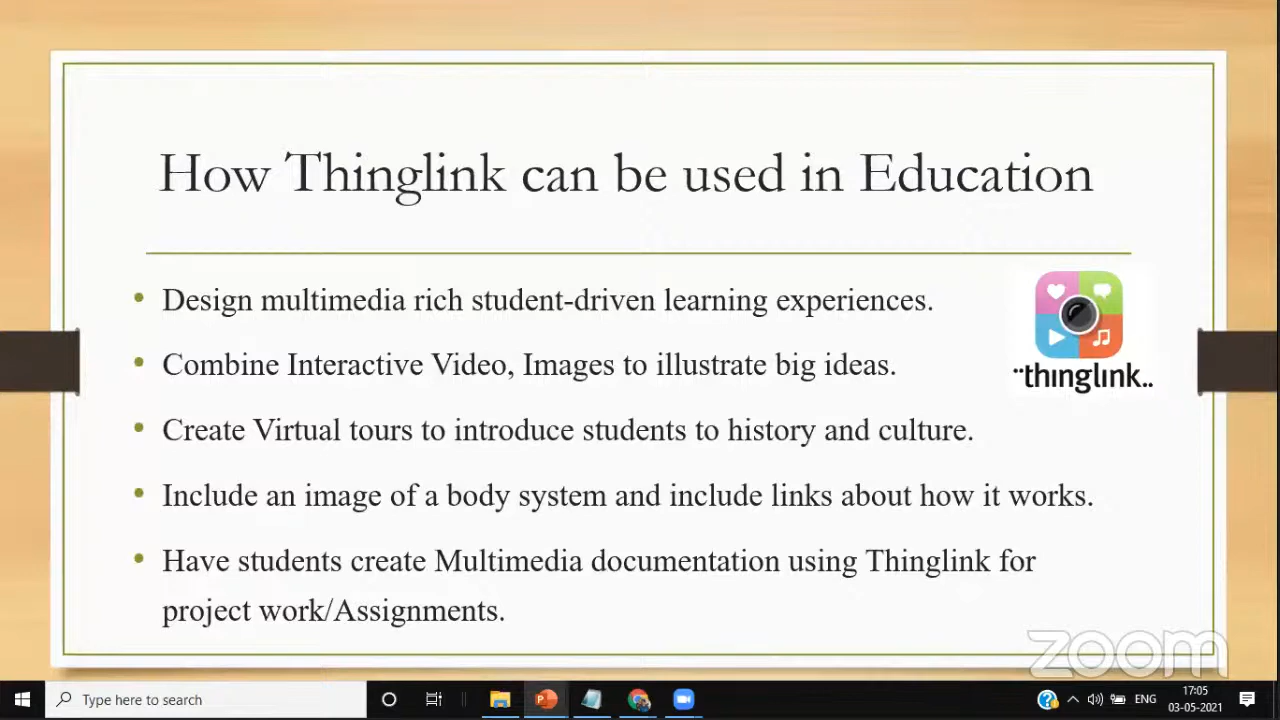 How Thinglink can be used in Education
• Design multimedia rich student-driven learning experiences.
• Combine Interactive Video, Images to illustrate big ideas.
• Create Virtual tours to introduce students to history and culture.
• Include an image of a body system and include links about how it works.
• Have students create Multimedia documentation using Thinglink for
project work/Assignments.
¨thınglınk..
zoom
Type here to search
ENG
17:05
03-05-2021